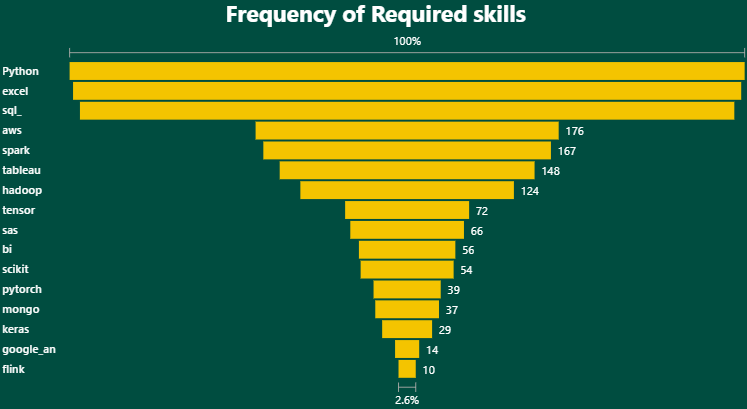 Frequency of Required skills
100%
Python
excel
sql_
aws 176
spark 167
tableau 148
hadoop 124
tensor 72
sas 66
bi 56
scikit 54
pytorch 39
mongo 37
keras 29
google_an 14
flink 10
2.6%